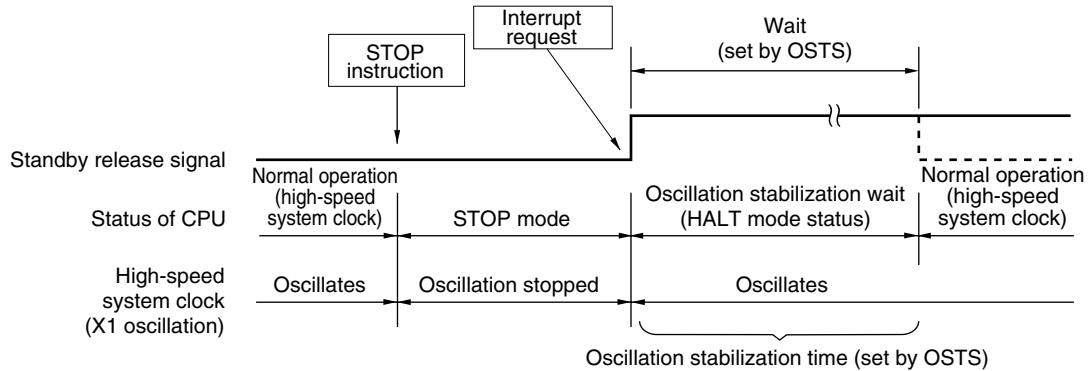 Interrupt
request
STOP
instruction
Wait
(set by OSTS)
Standby release signal
Normal operation
(high-speed
system clock)
Normal operation
(high-speed
system clock)
Status of CPU
STOP mode
Oscillation stabilization wait
(HALT mode status)
High-speed
system clock
(X1 oscillation)
Oscillates
Oscillation stopped
Oscillates
Oscillation stabilization time (set by OSTS)